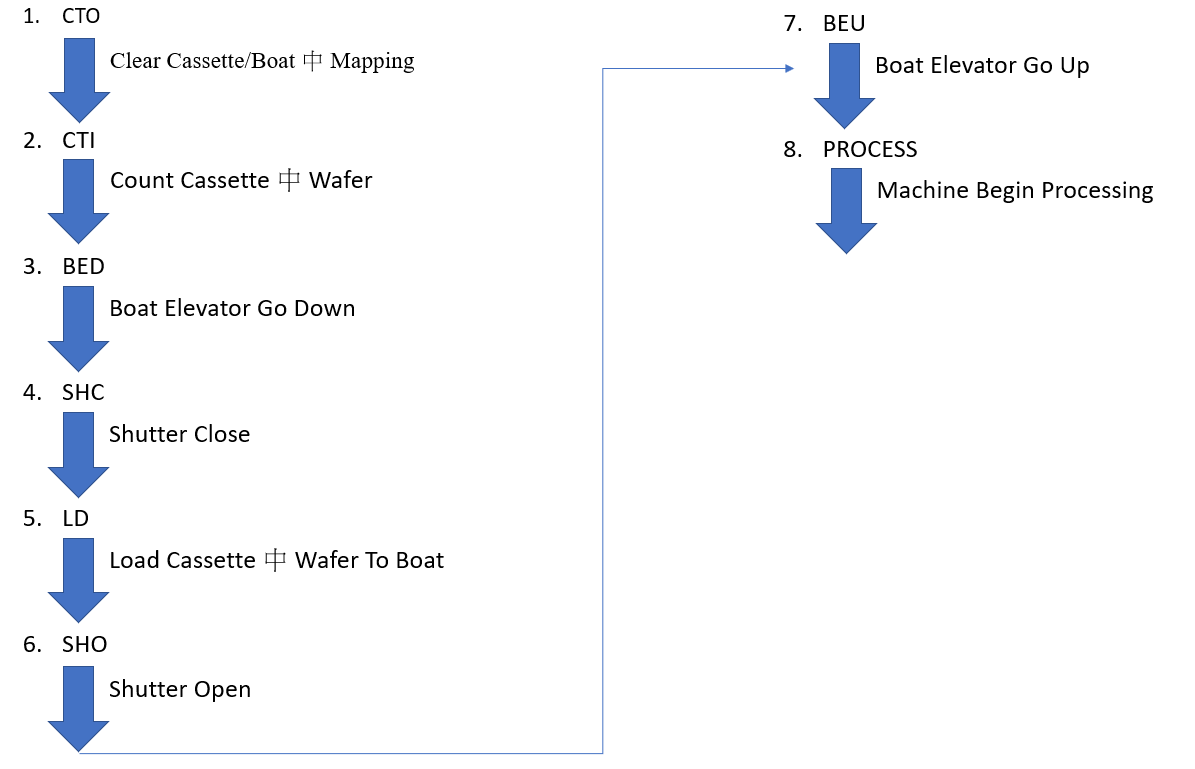 1. CTO
Clear Cassette/Boat 中 Mapping
2. CTI
Count Cassette 中 Wafer
3. BED
Boat Elevator Go Down
4. SHC
Shutter Close
5. LD
Load Cassette 中 Wafer To Boat
6. SHO
Shutter Open
7. BEU
Boat Elevator Go Up
8. PROCESS
Machine Begin Processing